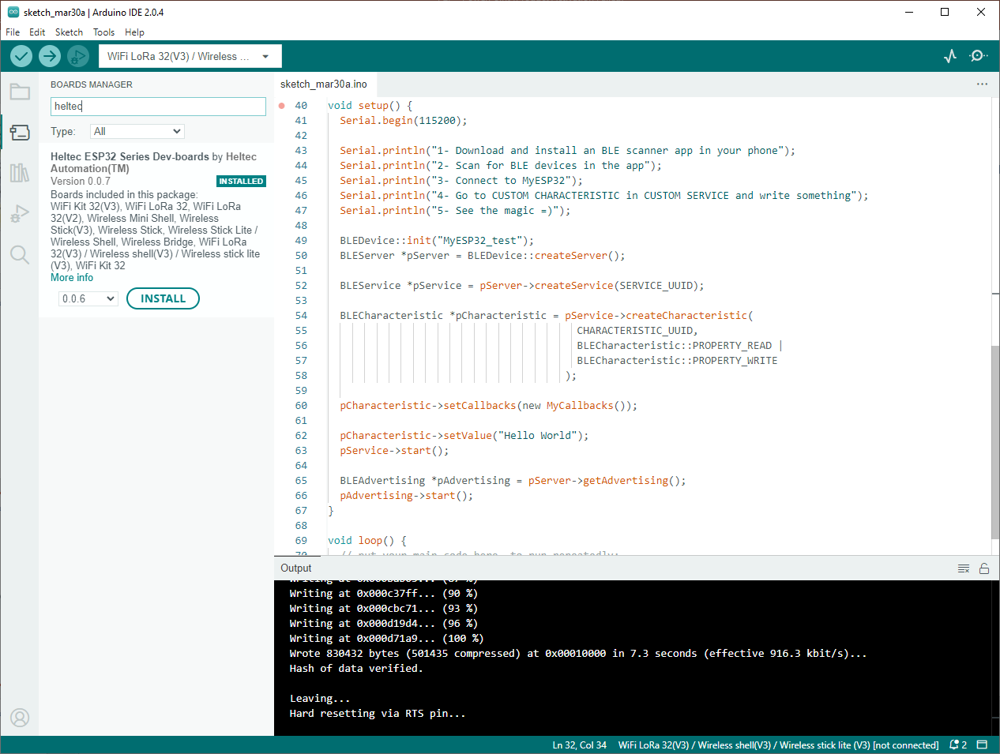 sketch_mar30a | Arduino IDE 2.0.4
File Edit Sketch Tools Help
WiFi LoRa 32(V3) / Wireless ...
BOARDS MANAGER
heltec
Type: All
Heltec ESP32 Series Dev-boards by Heltec
Automation(TM)
Version 0.0.7 INSTALLED
Boards included in this package:
WiFi Kit 32(V3), WiFi LoRa 32, WiFi LoRa
32(V2), Wireless Mini Shell, Wireless
Stick(V3), Wireless Stick, Wireless Stick Lite /
Wireless Shell, Wireless Bridge, WiFi LoRa
32(V3) / Wireless shell(V3) / Wireless stick lite
(V3), WiFi Kit 32
More info
0.0.6 INSTALL
sketch_mar30a.ino
40 void setup() {
41 Serial.begin(115200);
42
43 Serial.println("1- Download and install an BLE scanner app in your phone");
44 Serial.println("2- Scan for BLE devices in the app");
45 Serial.println("3- Connect to MyESP32");
46 Serial.println("4- Go to CUSTOM CHARACTERISTIC in CUSTOM SERVICE and write something");
47 Serial.println("5- See the magic =)");
48
49 BLEDevice::init("MyESP32_test");
50 BLEServer *pServer = BLEDevice::createServer();
51
52 BLEService *pService = pServer->createService(SERVICE_UUID);
53
54 BLECharacteristic *pCharacteristic = pService->createCharacteristic(
55 CHARACTERISTIC_UUID,
56 BLECharacteristic::PROPERTY_READ |
57 BLECharacteristic::PROPERTY_WRITE
58 );
59
60 pCharacteristic->setCallbacks(new MyCallbacks());
61
62 pCharacteristic->setValue("Hello World");
63 pService->start();
64
65 BLEAdvertising *pAdvertising = pServer->getAdvertising();
66 pAdvertising->start();
67 }
68
69 void loop() {
70 // put your main code here, to run repeatedly:
Output
Writing at
Writing at 0x000c37ff... (90 %)
Writing at 0x000cbc71... (93 %)
Writing at 0x000d19d4... (96 %)
Writing at 0x000d71a9... (100 %)
Wrote 830432 bytes (501435 compressed) at 0x00010000 in 7.3 seconds (effective 916.3 kbit/s)...
Hash of data verified.
Leaving...
Hard resetting via RTS pin...
Ln 32, Col 34 WiFi LoRa 32(V3) / Wireless shell(V3) / Wireless stick lite (V3) [not connected] 2